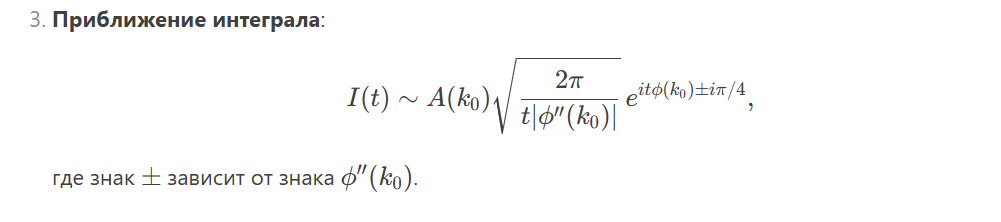 3. Приближение интеграла:
I(t) ∼ A(k₀)√(2π / t|ϕ″(k₀)|) e^{itϕ(k₀)±iπ/4},
где знак ± зависит от знака ϕ″(k₀).